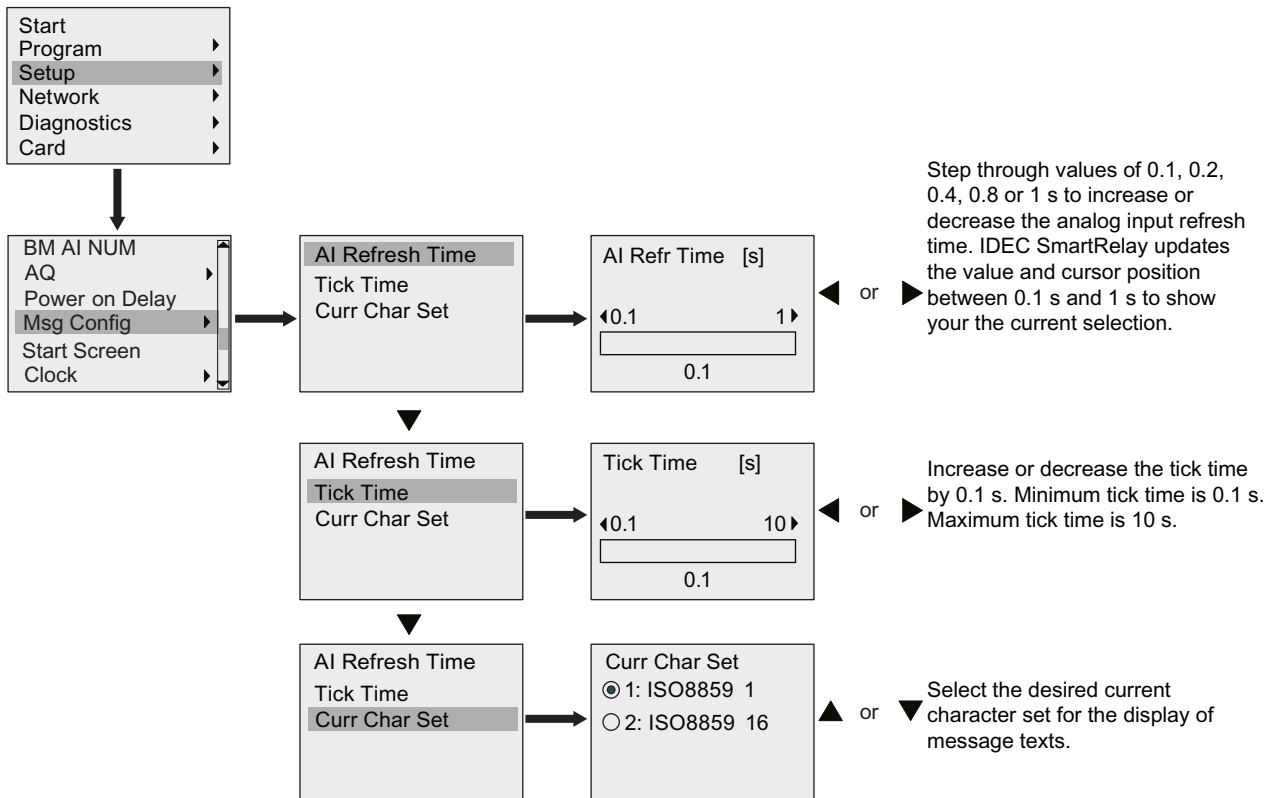 Start
Program
Setup
Network
Diagnostics
Card
BM AI NUM
AQ
Power on Delay
Msg Config
Start Screen
Clock
AI Refresh Time
Tick Time
Curr Char Set
AI Refr Time [s]
0.1 1
0.1
or
Step through values of 0.1, 0.2,
0.4, 0.8 or 1 s to increase or
decrease the analog input refresh
time. IDEC SmartRelay updates
the value and cursor position
between 0.1 s and 1 s to show
your the current selection.
AI Refresh Time
Tick Time
Curr Char Set
Tick Time [s]
0.1 10
0.1
or
Increase or decrease the tick time
by 0.1 s. Minimum tick time is 0.1 s.
Maximum tick time is 10 s.
AI Refresh Time
Tick Time
Curr Char Set
Curr Char Set
1: ISO8859 1
2: ISO8859 16
or
Select the desired current
character set for the display of
message texts.